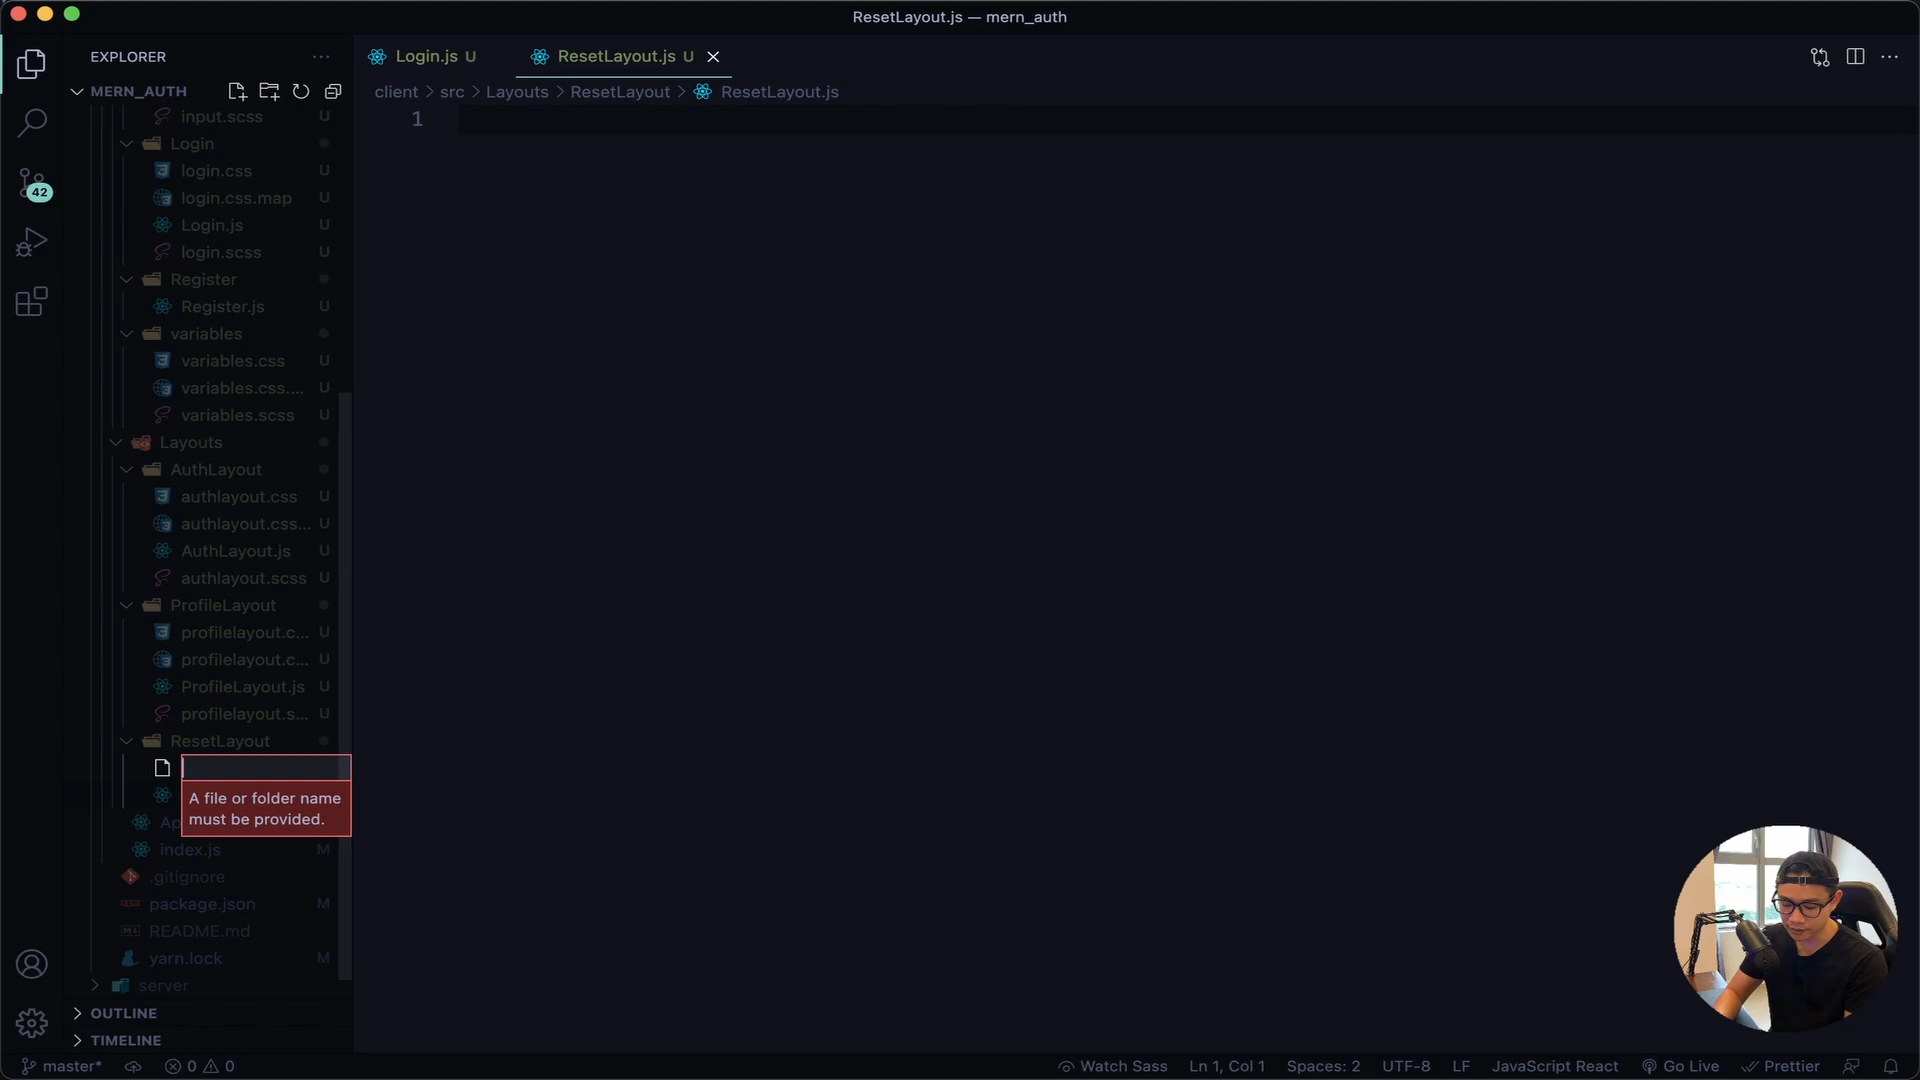 ResetLayout.js — mern_auth
EXPLORER
Login.js U
ResetLayout.js U
MERN_AUTH
client > src > Layouts > ResetLayout > ResetLayout.js
1
input.scss U
Login
login.css U
login.css.map U
Login.js U
login.scss U
Register
Register.js U
variables
variables.css U
variables.css.... U
variables.scss U
Layouts
AuthLayout
authlayout.css U
authlayout.css... U
AuthLayout.js U
authlayout.scss U
ProfileLayout
profilelayout.c... U
profilelayout.c... U
ProfileLayout.js U
profilelayout.s... U
ResetLayout
A file or folder name
must be provided.
Ap
index.js M
.gitignore
package.json M
README.md
yarn.lock M
server
OUTLINE
TIMELINE
42
master*
0
0
Watch Sass
Ln 1, Col 1
Spaces: 2
UTF-8
LF
JavaScript React
Go Live
Prettier